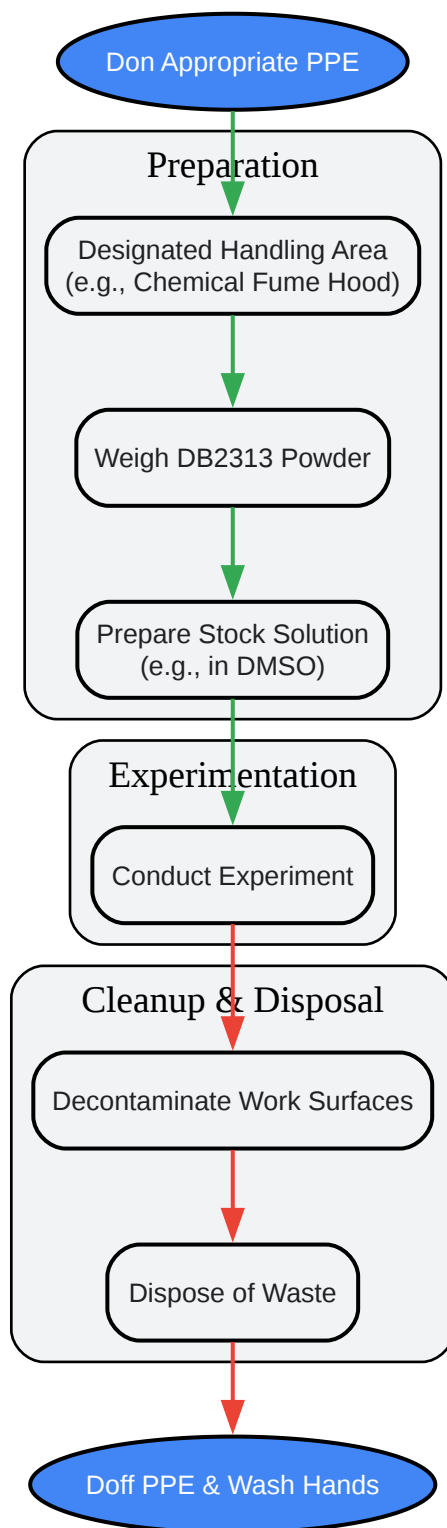 Don Appropriate PPE
Preparation
Designated Handling Area
(e.g., Chemical Fume Hood)
Weigh DB2313 Powder
Prepare Stock Solution
(e.g., in DMSO)
Experimentation
Conduct Experiment
Cleanup & Disposal
Decontaminate Work Surfaces
Dispose of Waste
Doff PPE & Wash Hands